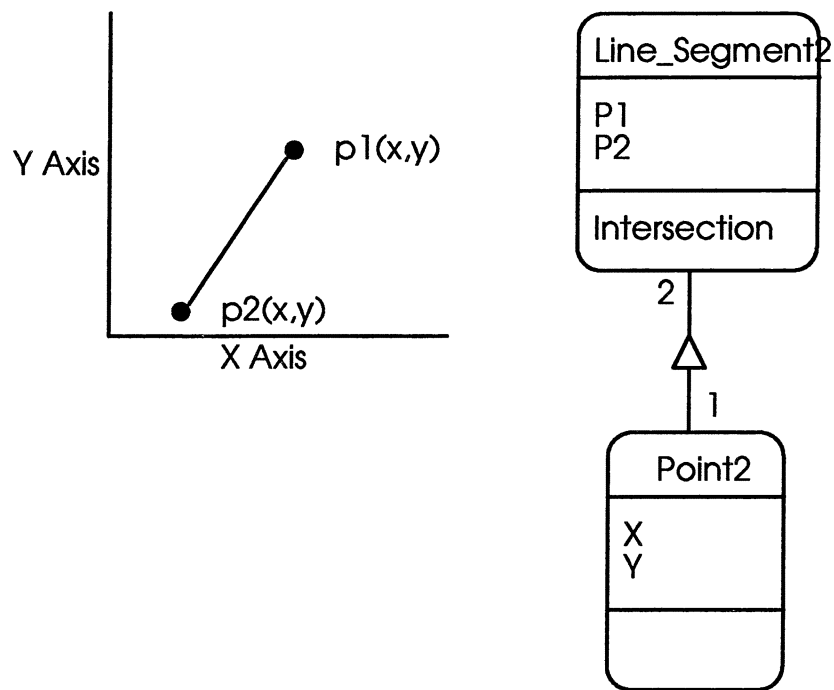 Y Axis
p1(x,y)
p2(x,y)
X Axis
Line_Segment2
P1
P2
Intersection
2
1
Point2
X
Y